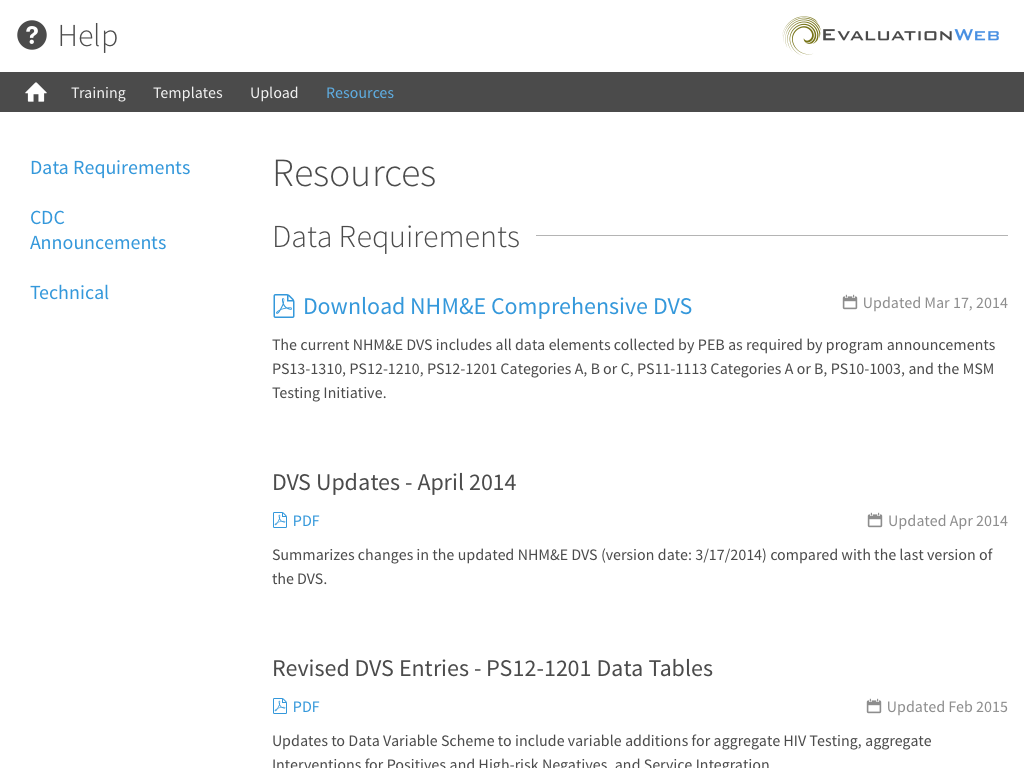 ? Help
EVALUATIONWEB
Training Templates Upload Resources
Data Requirements
CDC
Announcements
Technical
Resources
Data Requirements
Download NHM&E Comprehensive DVS
Updated Mar 17, 2014
The current NHM&E DVS includes all data elements collected by PEB as required by program announcements
PS13-1310, PS12-1210, PS12-1201 Categories A, B or C, PS11-1113 Categories A or B, PS10-1003, and the MSM
Testing Initiative.
DVS Updates - April 2014
PDF
Updated Apr 2014
Summarizes changes in the updated NHM&E DVS (version date: 3/17/2014) compared with the last version of
the DVS.
Revised DVS Entries - PS12-1201 Data Tables
PDF
Updated Feb 2015
Updates to Data Variable Scheme to include variable additions for aggregate HIV Testing, aggregate
Interventions for Positives and High-risk Negatives, and Service Integration